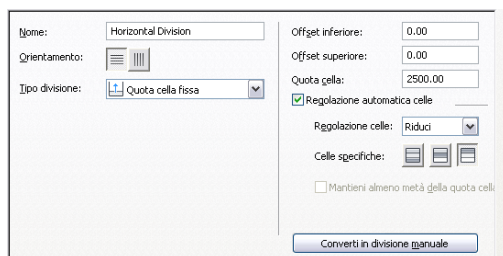 Nome: Horizontal Division
Orientamento:
Tipo divisione: Quota cella fissa
Offset inferiore: 0.00
Offset superiore: 0.00
Quota cella: 2500.00
Regolazione automatica celle
Regolazione celle: Riduci
Celle specifiche:
Mantieni almeno metà della quota cella
Converti in divisione manuale